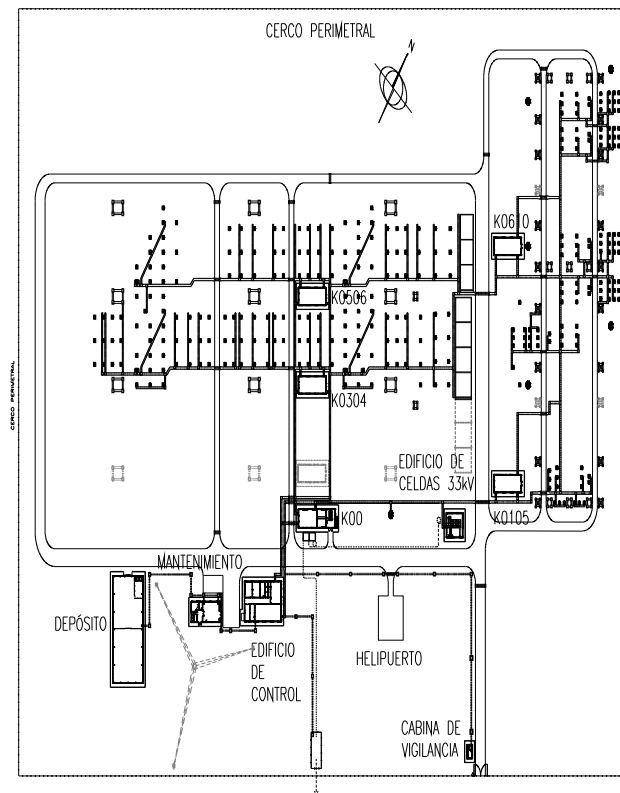 CERCO PERIMETRAL
N
K0610
K0506
CERCO PERIMETRAL
K0304
EDIFICIO DE
CELDAS 33kV
K00
K0105
MANTENIMIENTO
DEPÓSITO
EDIFICIO
DE
CONTROL
HELIPUERTO
CABINA DE
VIGILANCIA